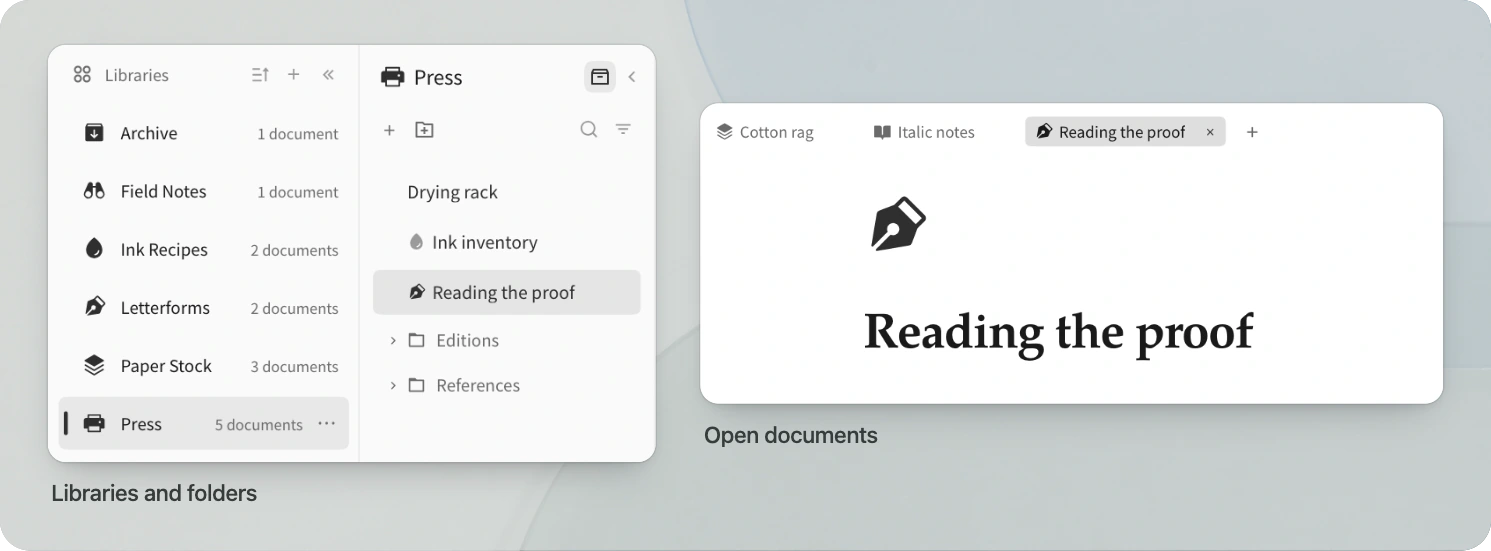 Libraries
Archive 1 document
Field Notes 1 document
Ink Recipes 2 documents
Letterforms 2 documents
Paper Stock 3 documents
Press 5 documents
Press
Drying rack
Ink inventory
Reading the proof
Editions
References
Libraries and folders
Cotton rag Italic notes Reading the proof
Reading the proof
Open documents